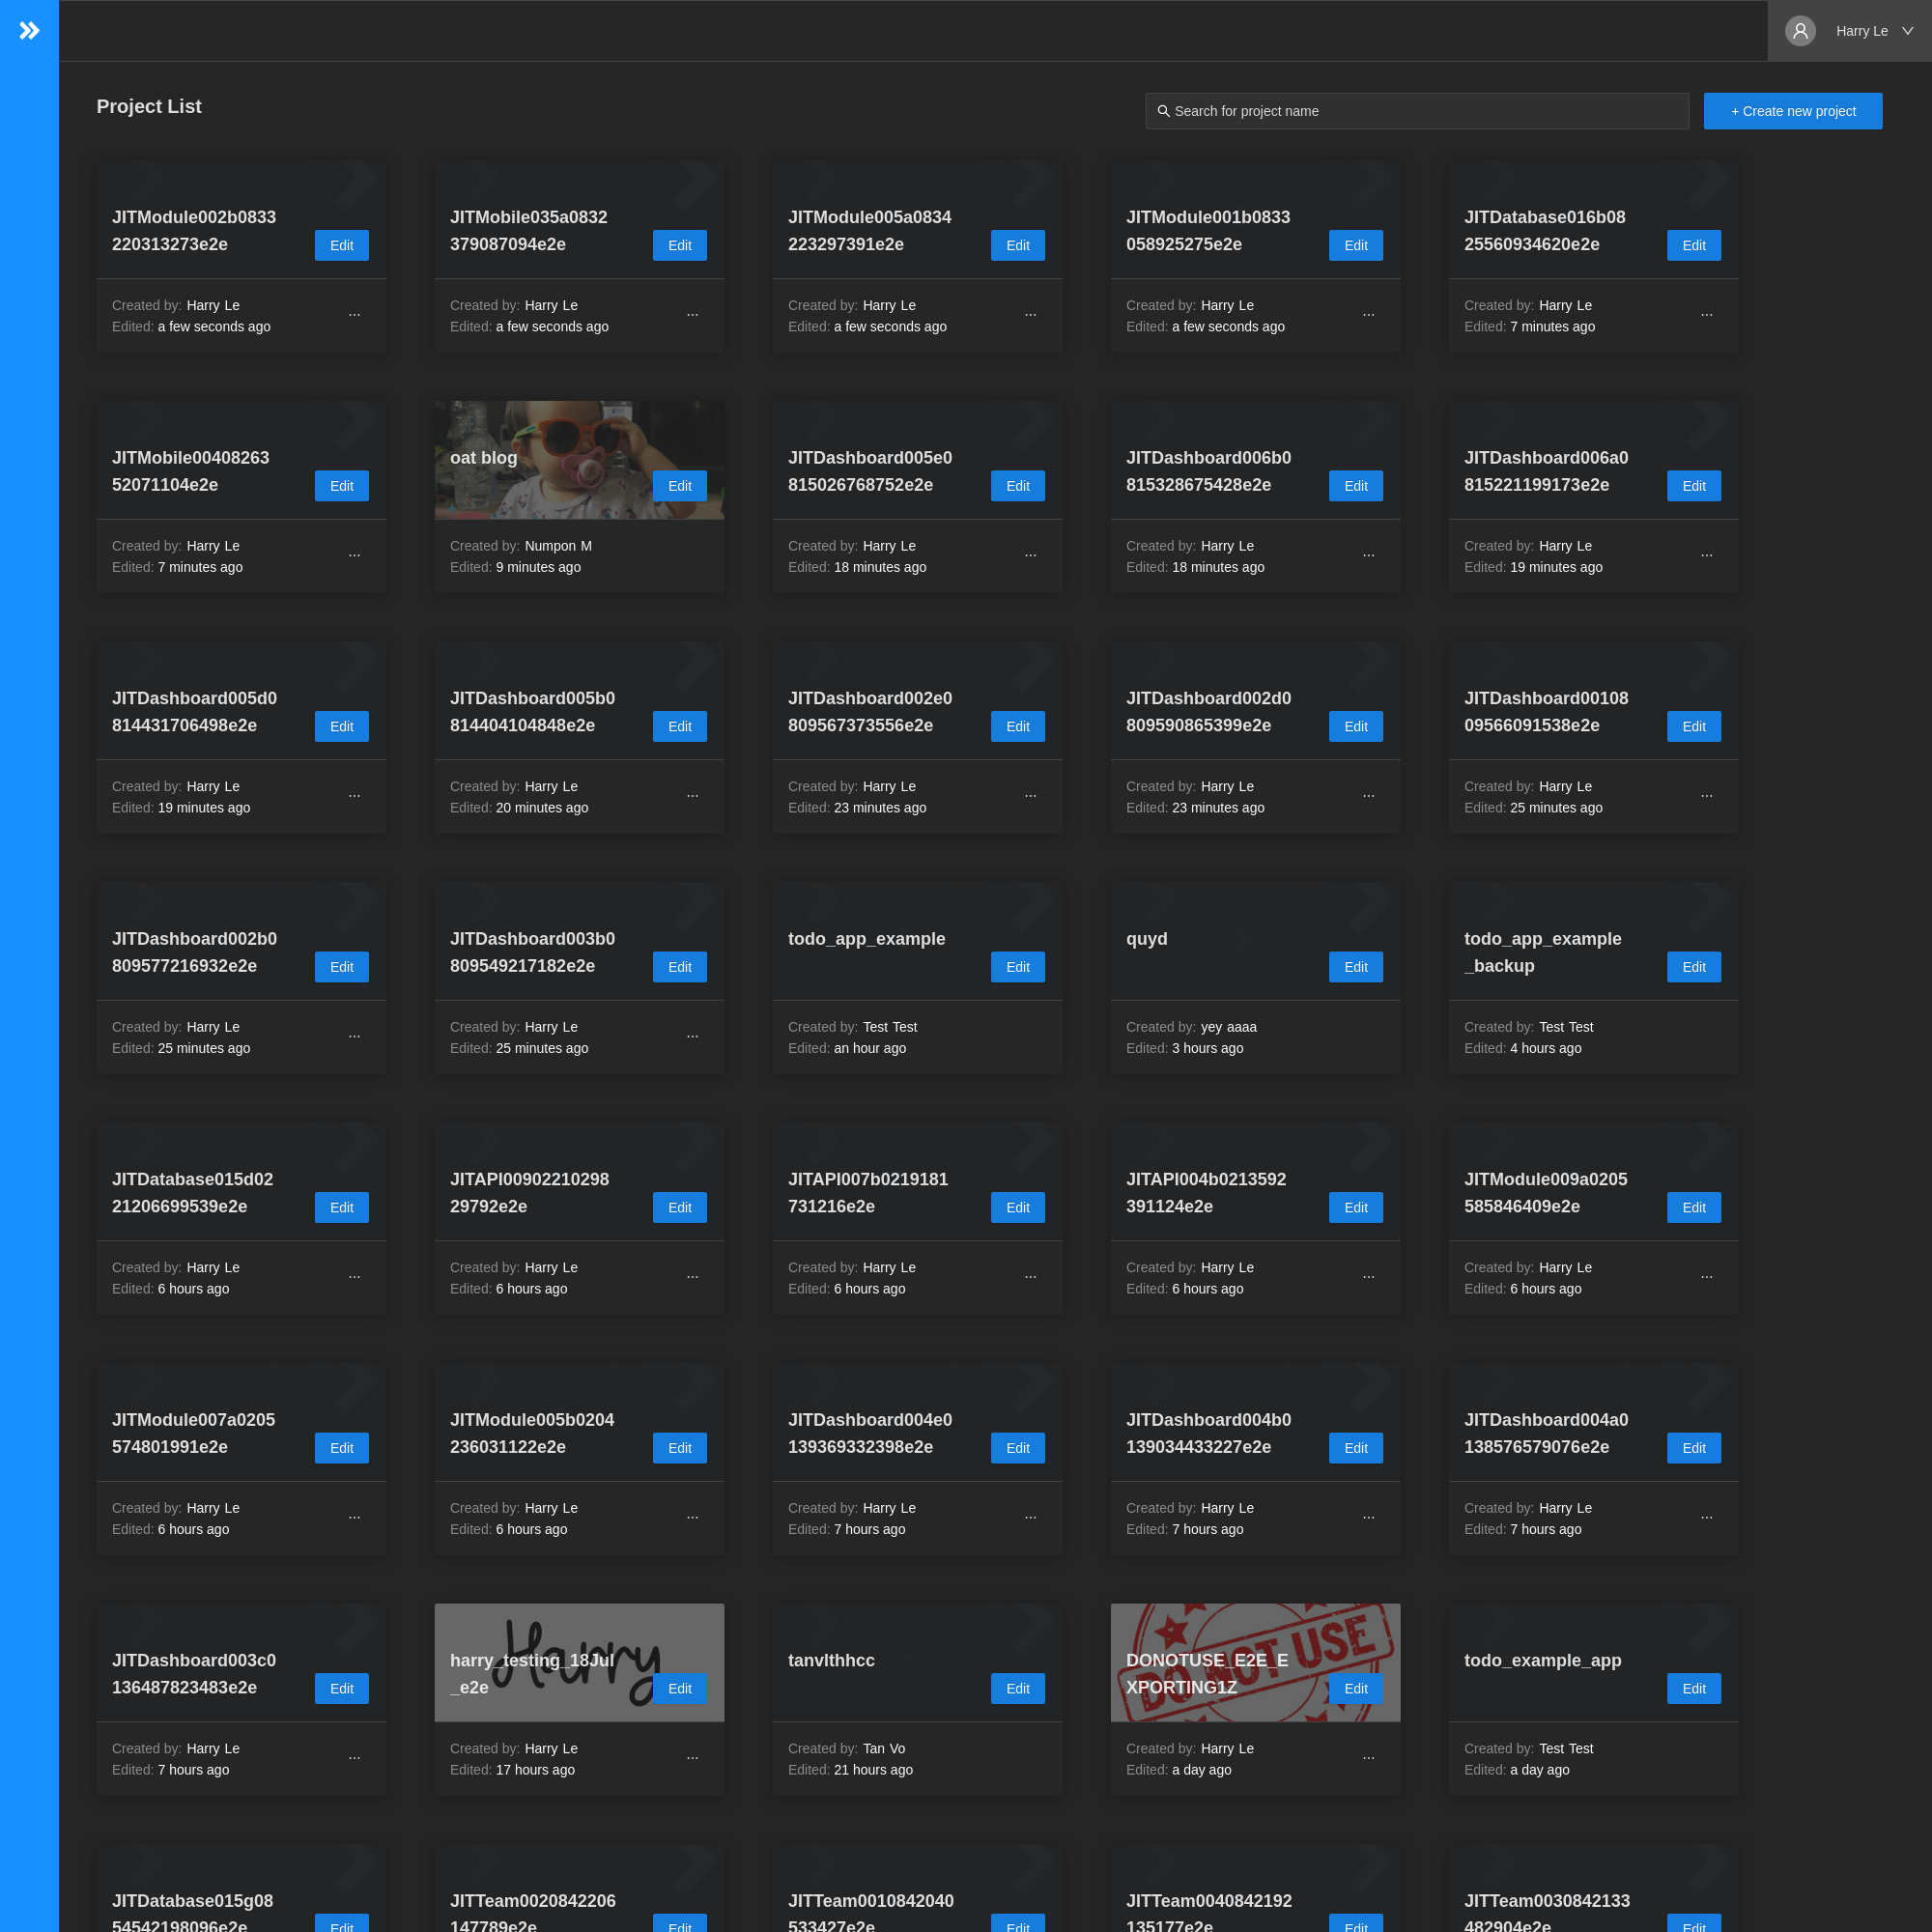 Harry Le
Project List
Search for project name
+ Create new project
JITModule002b0833
220313273e2e
Edit
Created by: Harry Le
...
Edited: a few seconds ago
JITMobile035a0832
379087094e2e
Edit
Created by: Harry Le
...
Edited: a few seconds ago
JITModule005a0834
223297391e2e
Edit
Created by: Harry Le
...
Edited: a few seconds ago
JITModule001b0833
058925275e2e
Edit
Created by: Harry Le
...
Edited: a few seconds ago
JITDatabase016b08
25560934620e2e
Edit
Created by: Harry Le
...
Edited: 7 minutes ago
JITMobile00408263
52071104e2e
Edit
Created by: Harry Le
...
Edited: 7 minutes ago
oat blog
Edit
Created by: Numpon M
Edited: 9 minutes ago
JITDashboard005e0
815026768752e2e
Edit
Created by: Harry Le
...
Edited: 18 minutes ago
JITDashboard006b0
815328675428e2e
Edit
Created by: Harry Le
...
Edited: 18 minutes ago
JITDashboard006a0
815221199173e2e
Edit
Created by: Harry Le
...
Edited: 19 minutes ago
JITDashboard005d0
814431706498e2e
Edit
Created by: Harry Le
...
Edited: 19 minutes ago
JITDashboard005b0
814404104848e2e
Edit
Created by: Harry Le
...
Edited: 20 minutes ago
JITDashboard002e0
809567373556e2e
Edit
Created by: Harry Le
...
Edited: 23 minutes ago
JITDashboard002d0
809590865399e2e
Edit
Created by: Harry Le
...
Edited: 23 minutes ago
JITDashboard00108
09566091538e2e
Edit
Created by: Harry Le
...
Edited: 25 minutes ago
JITDashboard002b0
809577216932e2e
Edit
Created by: Harry Le
...
Edited: 25 minutes ago
JITDashboard003b0
809549217182e2e
Edit
Created by: Harry Le
...
Edited: 25 minutes ago
todo_app_example
Edit
Created by: Test Test
Edited: an hour ago
quyd
Edit
Created by: yey aaaa
Edited: 3 hours ago
todo_app_example
_backup
Edit
Created by: Test Test
Edited: 4 hours ago
JITDatabase015d02
21206699539e2e
Edit
Created by: Harry Le
...
Edited: 6 hours ago
JITAPI00902210298
29792e2e
Edit
Created by: Harry Le
...
Edited: 6 hours ago
JITAPI007b0219181
731216e2e
Edit
Created by: Harry Le
...
Edited: 6 hours ago
JITAPI004b0213592
391124e2e
Edit
Created by: Harry Le
...
Edited: 6 hours ago
JITModule009a0205
585846409e2e
Edit
Created by: Harry Le
...
Edited: 6 hours ago
JITModule007a0205
574801991e2e
Edit
Created by: Harry Le
...
Edited: 6 hours ago
JITModule005b0204
236031122e2e
Edit
Created by: Harry Le
...
Edited: 6 hours ago
JITDashboard004e0
139369332398e2e
Edit
Created by: Harry Le
...
Edited: 7 hours ago
JITDashboard004b0
139034433227e2e
Edit
Created by: Harry Le
...
Edited: 7 hours ago
JITDashboard004a0
138576579076e2e
Edit
Created by: Harry Le
...
Edited: 7 hours ago
JITDashboard003c0
136487823483e2e
Edit
Created by: Harry Le
...
Edited: 7 hours ago
Harry
harry_testing_18Jul
_e2e
Edit
Created by: Harry Le
...
Edited: 17 hours ago
tanvlthhcc
Edit
Created by: Tan Vo
Edited: 21 hours ago
DO NOT USE
DONOTUSE_E2E_E
XPORTING1Z
Edit
Created by: Harry Le
...
Edited: a day ago
todo_example_app
Edit
Created by: Test Test
Edited: a day ago
JITDatabase015g08
54542198096e2e
Edit
JITTeam0020842206
147789e2e
Edit
JITTeam0010842040
533427e2e
Edit
JITTeam0040842192
135177e2e
Edit
JITTeam0030842133
482904e2e
Edit